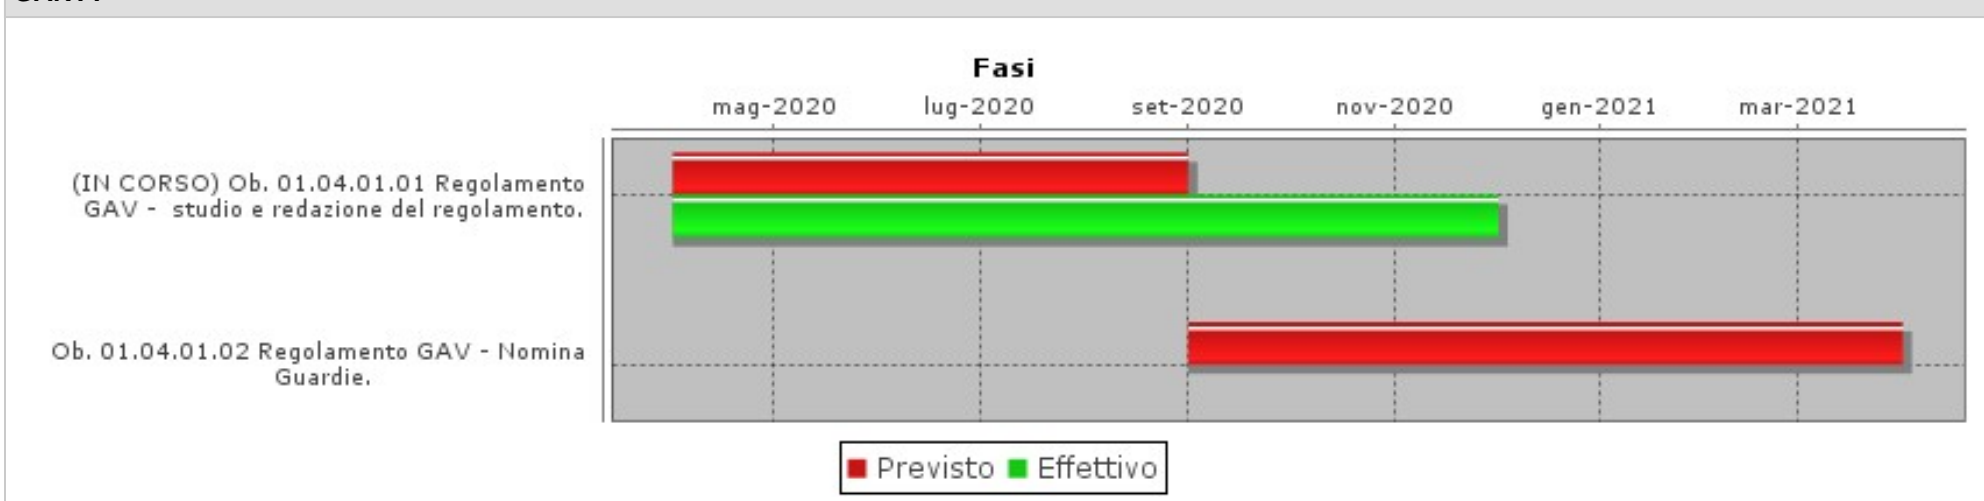 Fasi
mag-2020 lug-2020 set-2020 nov-2020 gen-2021 mar-2021
(IN CORSO) Ob. 01.04.01.01 Regolamento
GAV - studio e redazione del regolamento.
Ob. 01.04.01.02 Regolamento GAV - Nomina
Guardie.
Previsto Effettivo